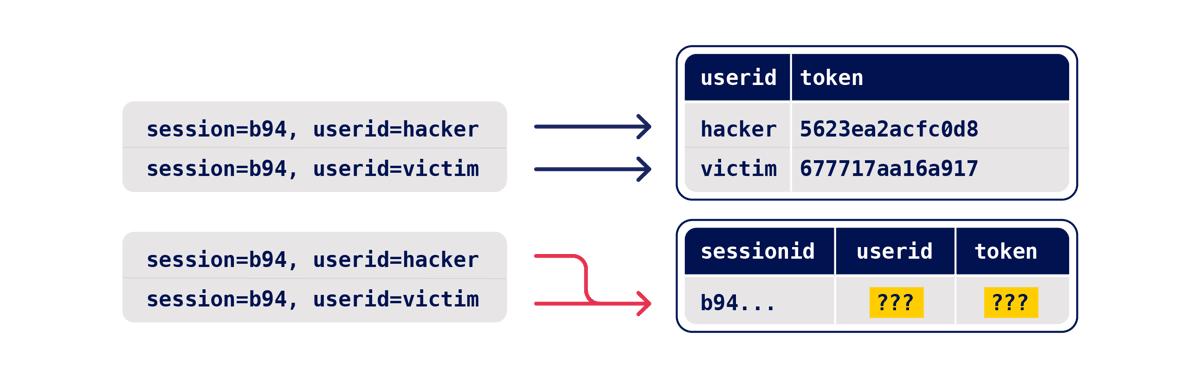 userid token
session=b94, userid=hacker
hacker 5623ea2acfc0d8
session=b94, userid=victim
victim 677717aa16a917
sessionid userid token
session=b94, userid=hacker
session=b94, userid=victim
b94... ??? ???